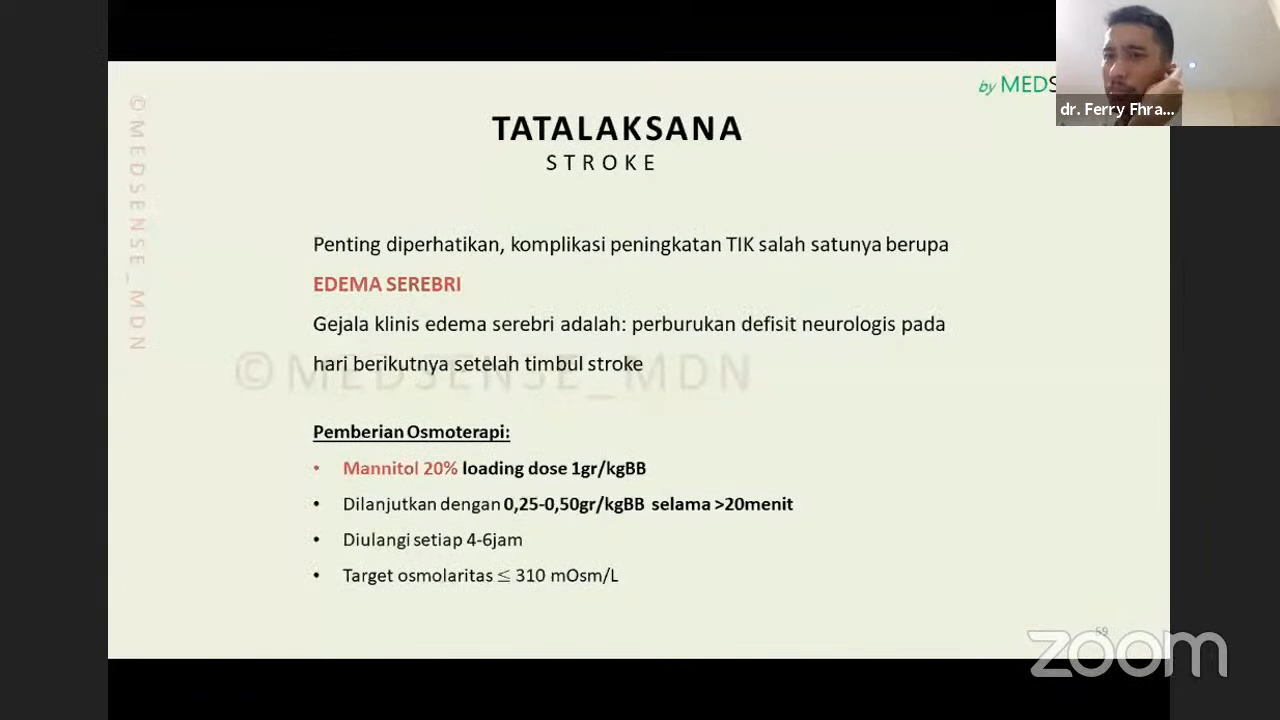 by MEDS
dr. Ferry Fhra...
©MEDSENSE_MDN
TATALAKSANA
STROKE
Penting diperhatikan, komplikasi peningkatan TIK salah satunya berupa
EDEMA SEREBRI
Gejala klinis edema serebri adalah: perburukan defisit neurologis pada
hari berikutnya setelah timbul stroke
©MEDSENSE_MDN
Pemberian Osmoterapi:
• Mannitol 20% loading dose 1gr/kgBB
• Dilanjutkan dengan 0,25-0,50gr/kgBB selama >20menit
• Diulangi setiap 4-6jam
• Target osmolaritas ≤ 310 mOsm/L
59
zoom